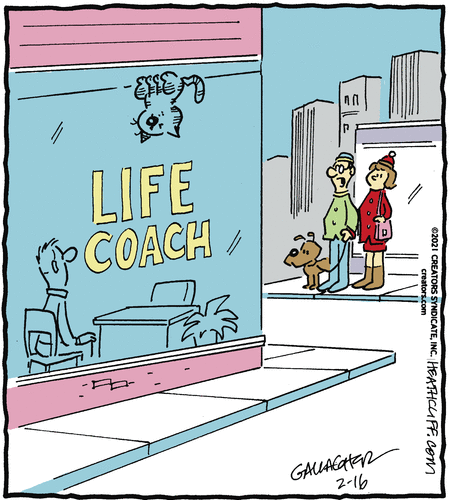 LIFE
COACH
©2021 CREATORS SYNDICATE, INC. HEATHCLIFF.COM
creators.com
GALLAGHER
2-16